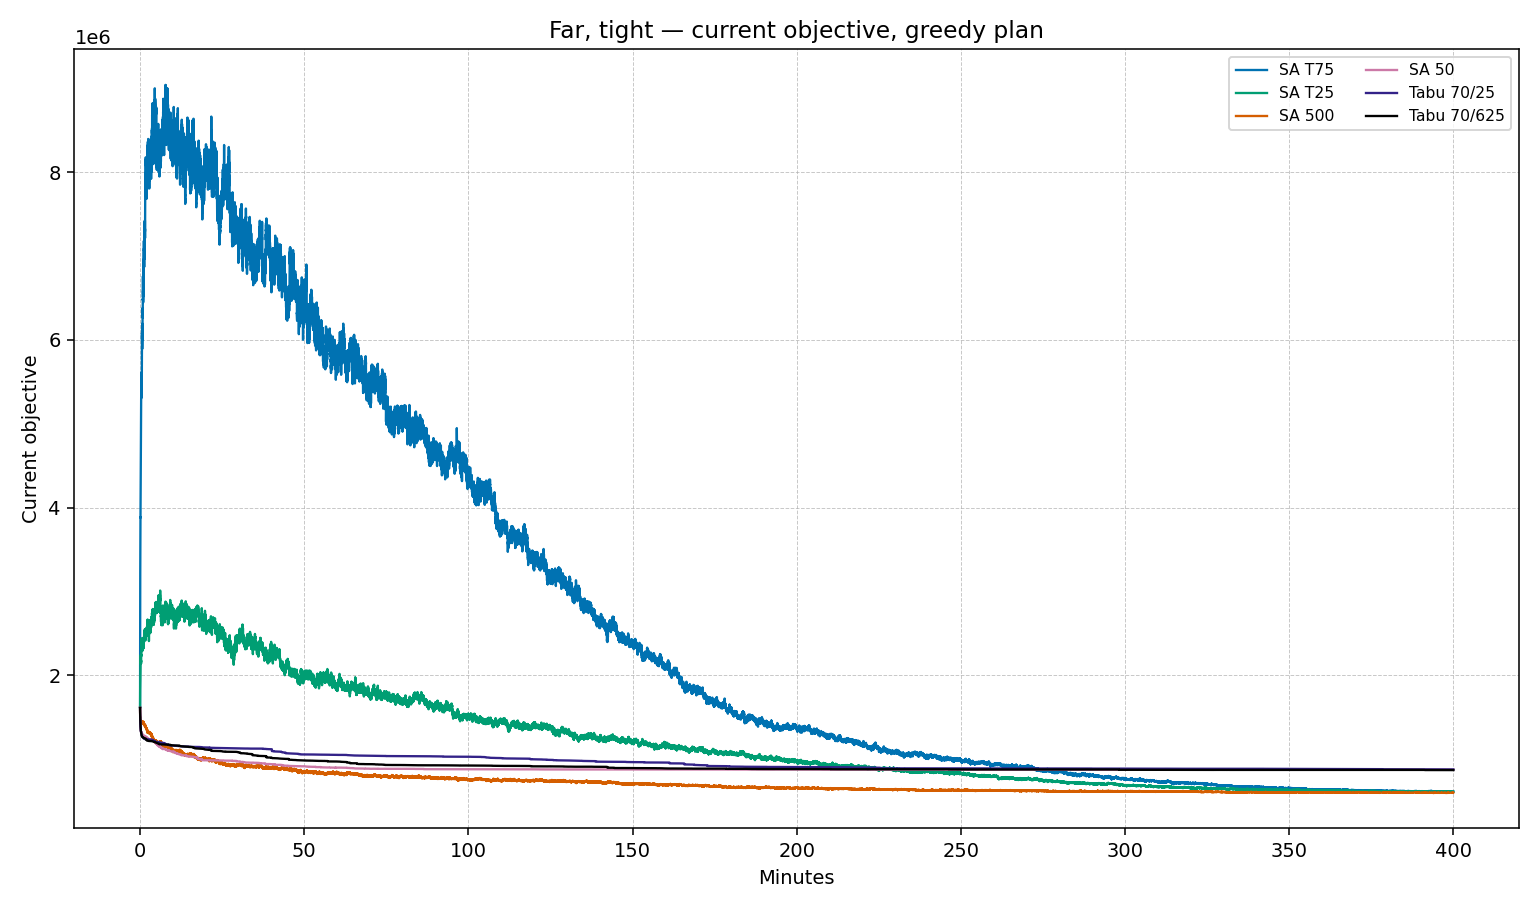 Far, tight — current objective, greedy plan
1e6
SA T75
SA T25
SA 500
SA 50
Tabu 70/25
Tabu 70/625
8
6
4
2
Current objective
0
50
100
150
200
250
300
350
400
Minutes